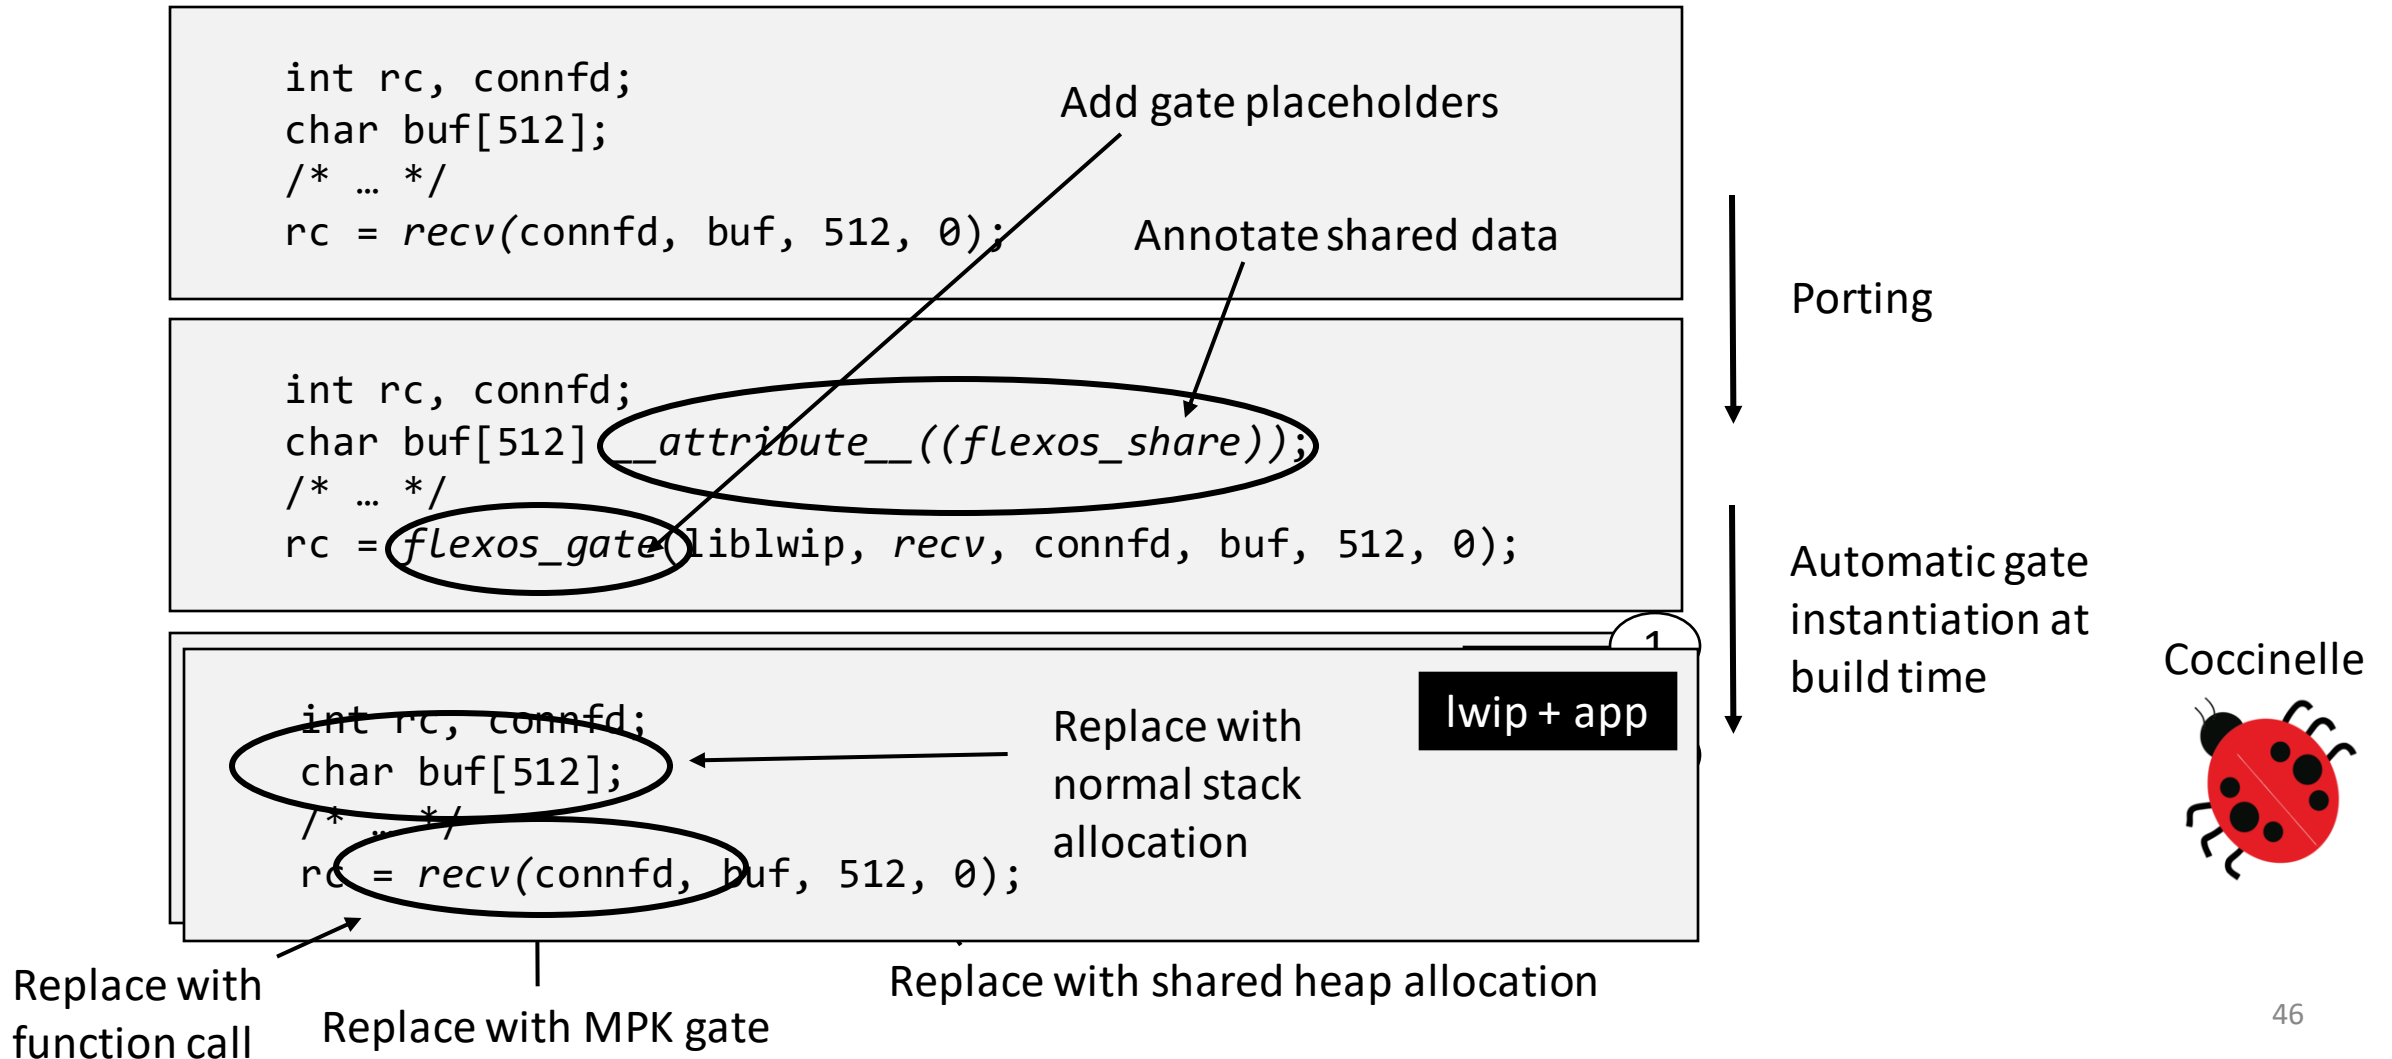 int rc, connfd;
char buf[512];
/* … */
rc = recv(connfd, buf, 512, 0);
Add gate placeholders
Annotate shared data
Porting
int rc, connfd;
char buf[512] __attribute__((flexos_share));
/* … */
rc = flexos_gate(liblwip, recv, connfd, buf, 512, 0);
Automatic gate
instantiation at
build time
Coccinelle
1
lwip + app
int rc, connfd;
char buf[512];
/* … */
rc = recv(connfd, buf, 512, 0);
Replace with
normal stack
allocation
Replace with
function call
Replace with MPK gate
Replace with shared heap allocation
46